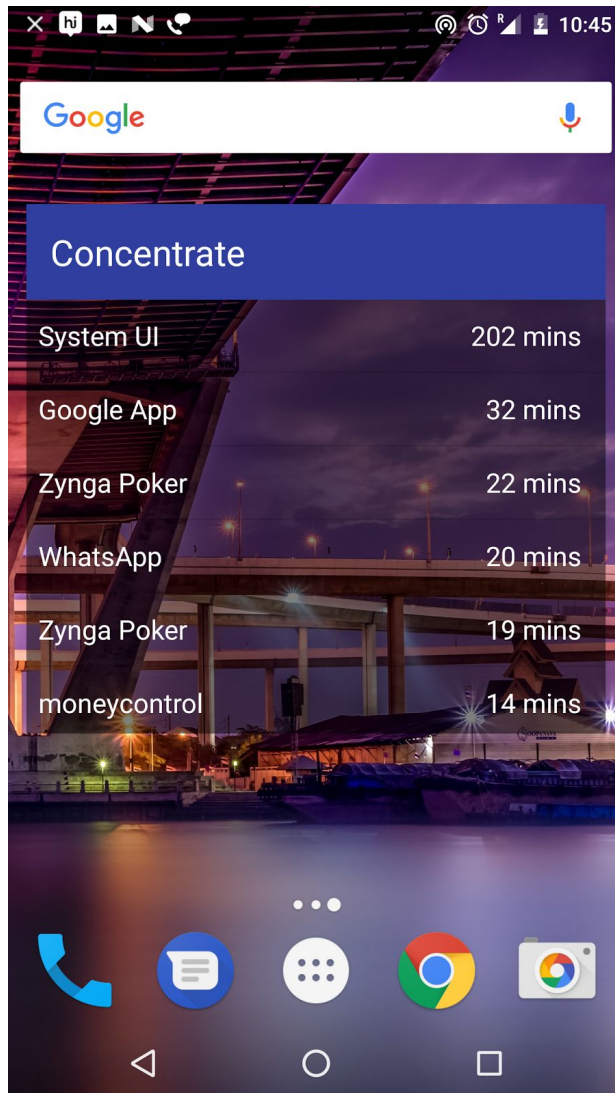 hi
R
10:45
Google
Concentrate
System UI 202 mins
Google App 32 mins
Zynga Poker 22 mins
WhatsApp 20 mins
Zynga Poker 19 mins
moneycontrol 14 mins